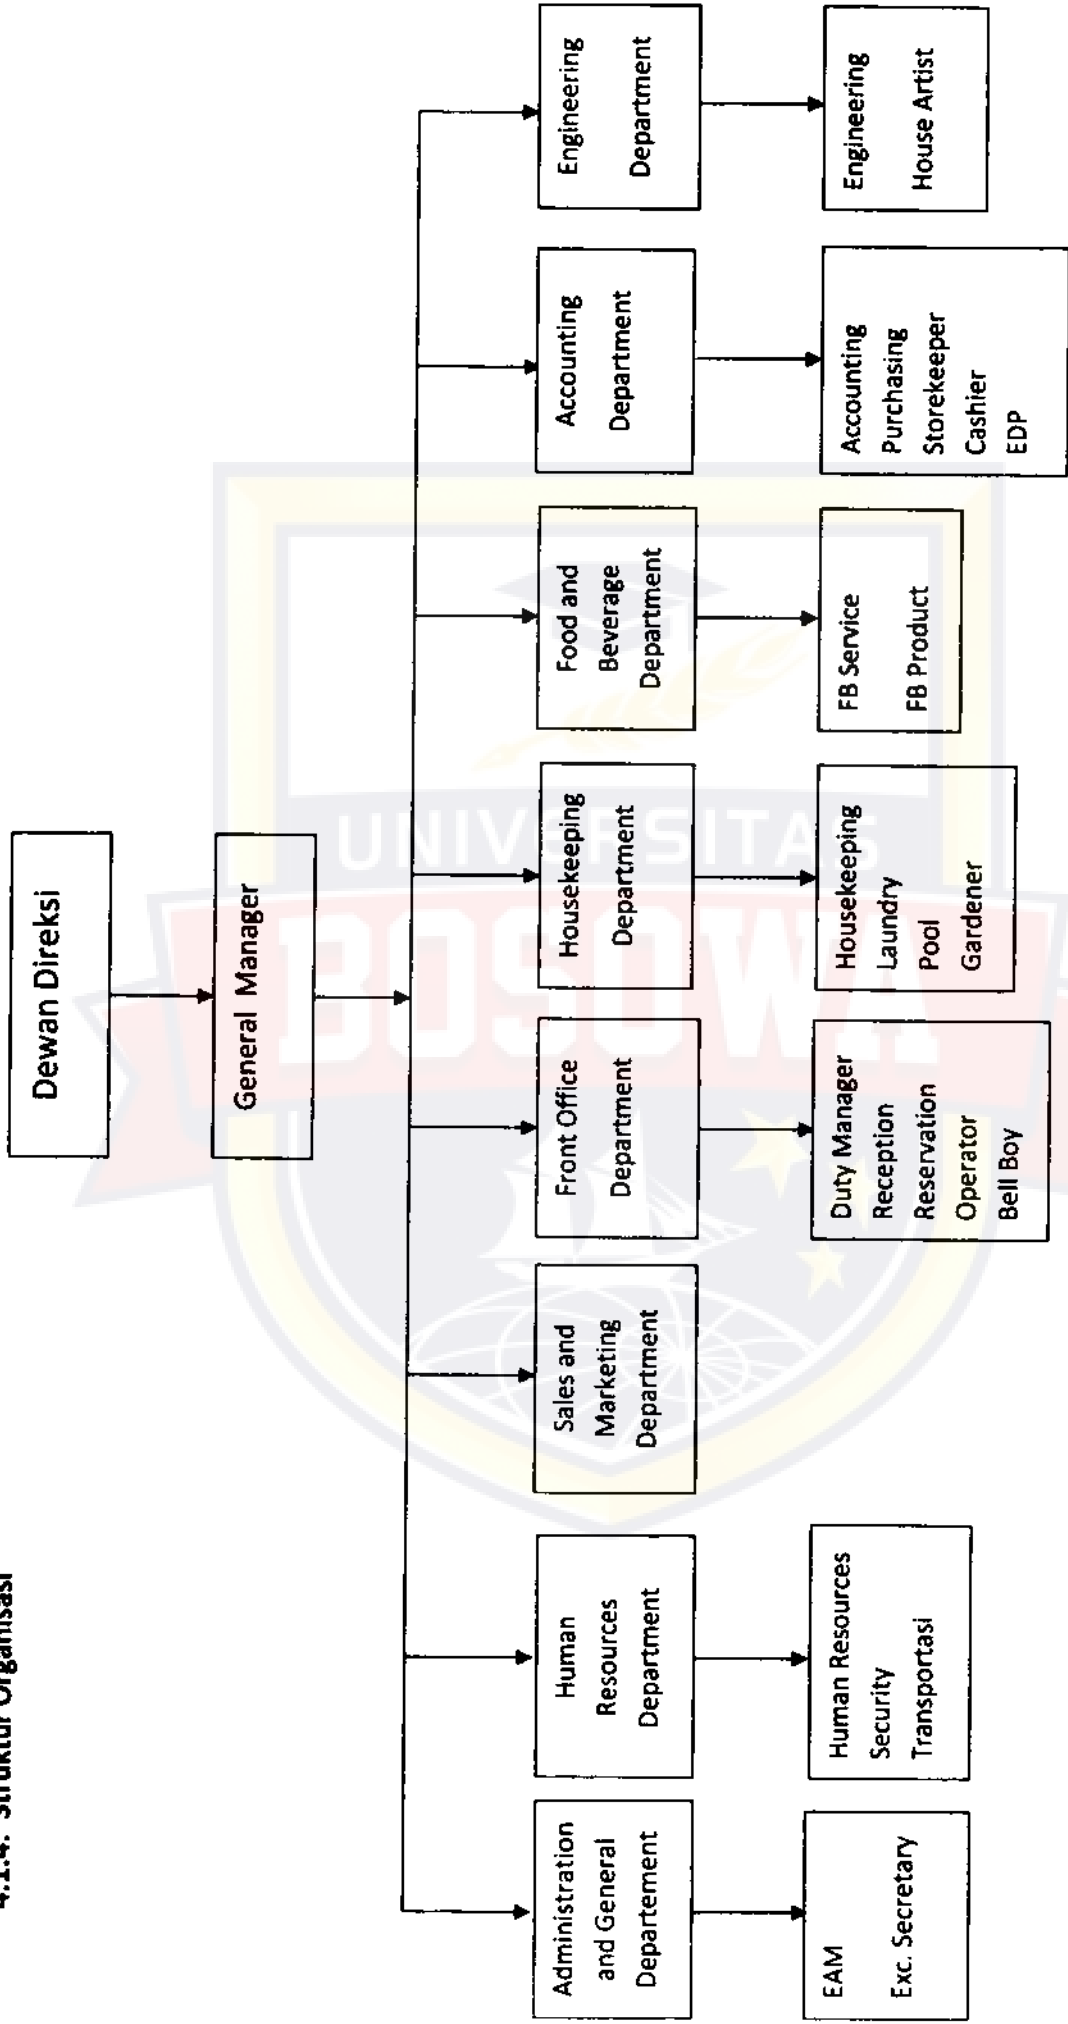 4.1.4. Struktur Organisasi
Dewan Direksi
General Manager
Administration
and General
Departement
Human
Resources
Department
Sales and
Marketing
Department
Front Office
Department
Housekeeping
Department
Food and
Beverage
Department
Accounting
Department
Engineering
Department
EAM
Exc. Secretary
Human Resources
Security
Transportasi
Duty Manager
Reception
Reservation
Operator
Bell Boy
Housekeeping
Laundry
Pool
Gardener
FB Service
FB Product
Accounting
Purchasing
Storekeeper
Cashier
EDP
Engineering
House Artist
UNIVERSITAS
BOSOWA